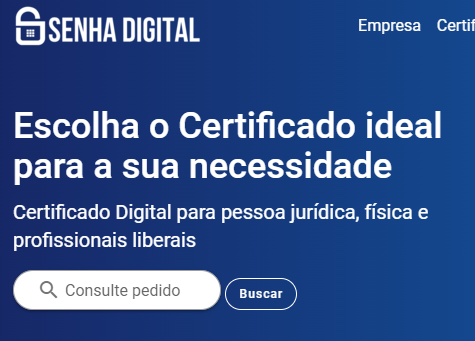 SENHA DIGITAL
Empresa Certif
Escolha o Certificado ideal
para a sua necessidade
Certificado Digital para pessoa jurídica, física e
profissionais liberais
Consulte pedido
Buscar